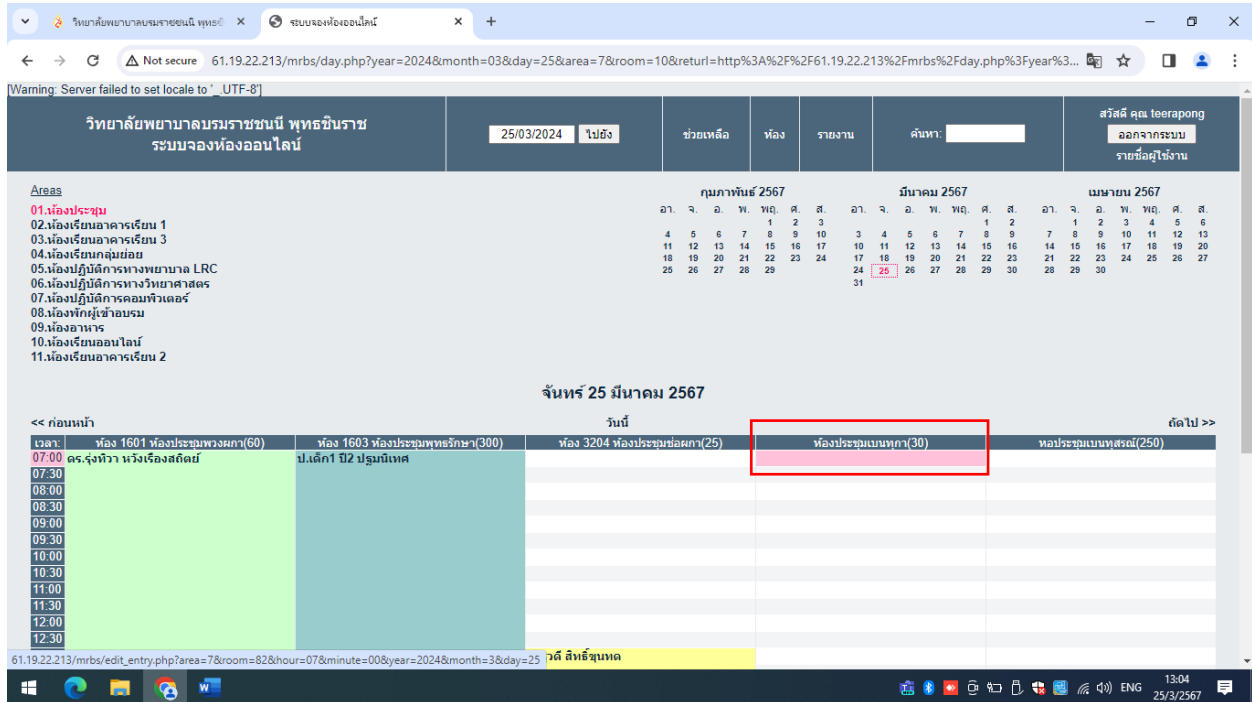 วิทยาลัยพยาบาลบรมราชชนนี พุทธชิ
ระบบจองห้องออนไลน์
Not secure
61.19.22.213/mrbs/day.php?year=2024&month=03&day=25&area=7&room=10&returl=http%3A%2F%2F61.19.22.213%2Fmrbs%2Fday.php%3Fyear%3...
[Warning: Server failed to set locale to '_.UTF-8']
วิทยาลัยพยาบาลบรมราชชนนี พุทธชินราช
ระบบจองห้องออนไลน์
25/03/2024 ไปยัง
ช่วยเหลือ
ห้อง
รายงาน
ค้นหา:
สวัสดี คุณ teerapong
ออกจากระบบ
รายชื่อผู้ใช้งาน
Areas
01.ห้องประชุม
02.ห้องเรียนอาคารเรียน 1
03.ห้องเรียนอาคารเรียน 3
04.ห้องเรียนกลุ่มย่อย
05.ห้องปฏิบัติการทางพยาบาล LRC
06.ห้องปฏิบัติการทางวิทยาศาสตร
07.ห้องปฏิบัติการคอมพิวเตอร์
08.ห้องพักผู้เข้าอบรม
09.ห้องอาหาร
10.ห้องเรียนออนไลน์
11.ห้องเรียนอาคารเรียน 2
กุมภาพันธ์ 2567
อา. จ. อ. พ. พฤ. ศ. ส.
1 2 3
4 5 6 7 8 9 10
11 12 13 14 15 16 17
18 19 20 21 22 23 24
25 26 27 28 29
มีนาคม 2567
อา. จ. อ. พ. พฤ. ศ. ส.
1 2
3 4 5 6 7 8 9
10 11 12 13 14 15 16
17 18 19 20 21 22 23
24 25 26 27 28 29 30
31
เมษายน 2567
อา. จ. อ. พ. พฤ. ศ. ส.
1 2 3 4 5 6
7 8 9 10 11 12 13
14 15 16 17 18 19 20
21 22 23 24 25 26 27
28 29 30
จันทร์ 25 มีนาคม 2567
<< ก่อนหน้า
วันนี้
ถัดไป >>
เวลา: ห้อง 1601 ห้องประชุมพวงผกา(60) ห้อง 1603 ห้องประชุมพุทธรักษา(300) ห้อง 3204 ห้องประชุมช่อผกา(25) ห้องประชุมเบนทุกา(30) หอประชุมเบนทุสรณ์(250)
07:00 ดร.รุ่งทิวา หวังเรืองสถิตย์ ป.เด็ก1 ปี2 ปฐมนิเทศ
07:30
08:00
08:30
09:00
09:30
10:00
10:30
11:00
11:30
12:00
12:30
วดี สิทธิ์ขุนทด
61.19.22.213/mrbs/edit_entry.php?area=7&room=82&hour=07&minute=00&year=2024&month=3&day=25
ENG
13:04
25/3/2567